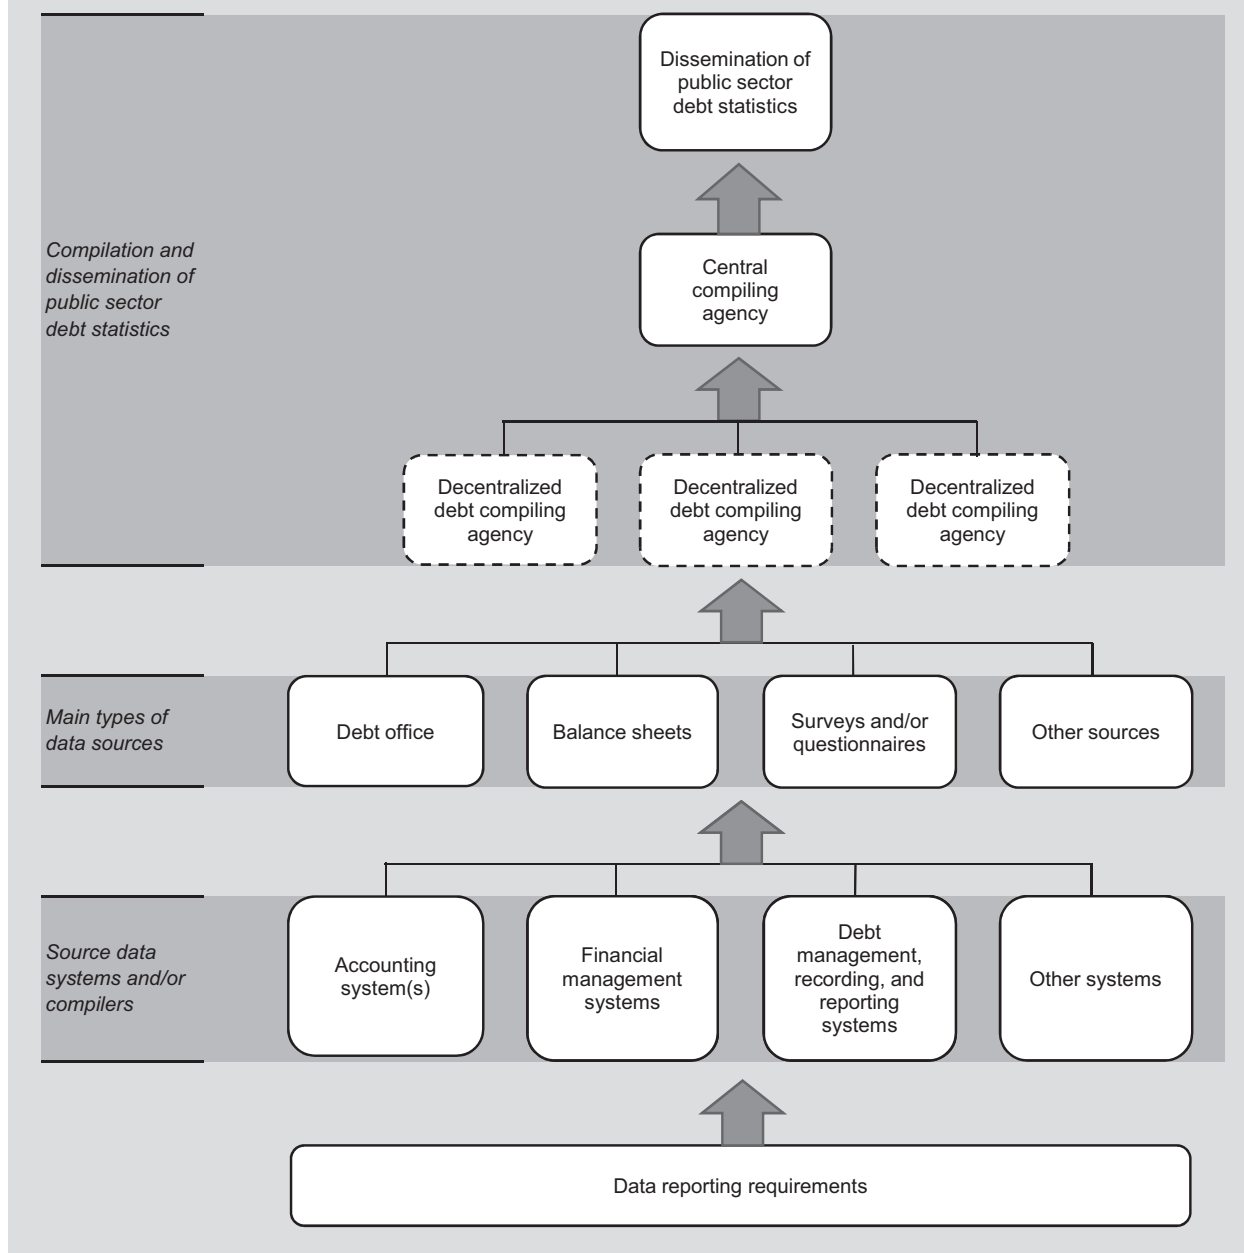 Dissemination of
public sector
debt statistics
Compilation and
dissemination of
public sector
debt statistics
Central
compiling
agency
Decentralized
debt compiling
agency
Decentralized
debt compiling
agency
Decentralized
debt compiling
agency
Main types of
data sources
Debt office
Balance sheets
Surveys and/or
questionnaires
Other sources
Source data
systems and/or
compilers
Accounting
system(s)
Financial
management
systems
Debt
management,
recording, and
reporting
systems
Other systems
Data reporting requirements